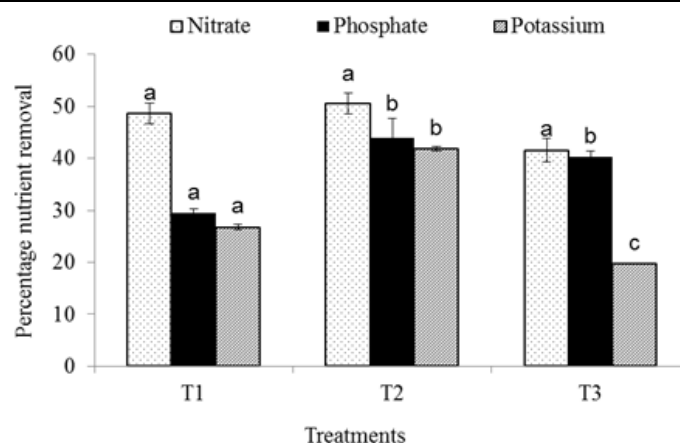 Nitrate Phosphate Potassium
Percentage nutrient removal
60
50
40
30
20
10
0
a
a
a
a
b
b
a
b
c
T1 T2 T3
Treatments